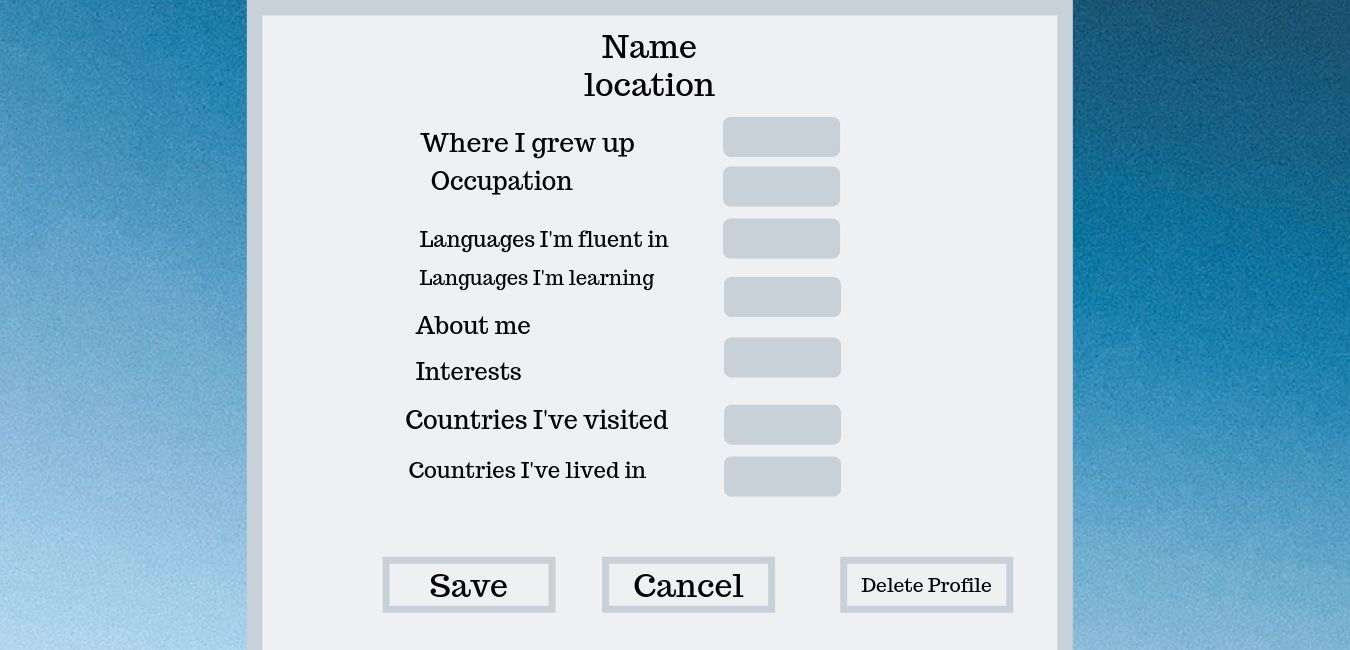 Name
location
Where I grew up
Occupation
Languages I'm fluent in
Languages I'm learning
About me
Interests
Countries I've visited
Countries I've lived in
Save
Cancel
Delete Profile